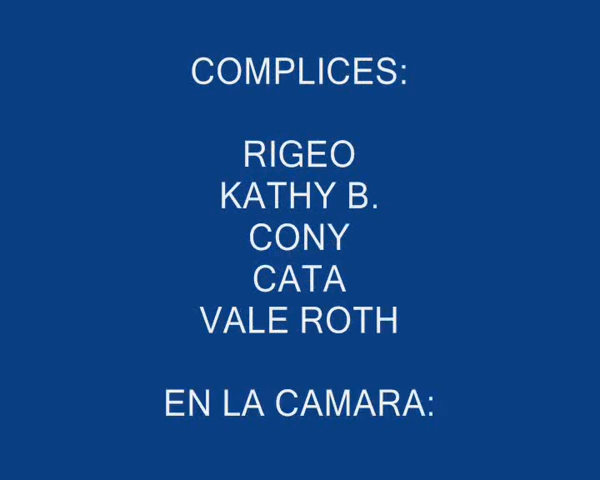 COMPLICES:
RIGEO
KATHY B.
CONY
CATA
VALE ROTH
EN LA CAMARA: